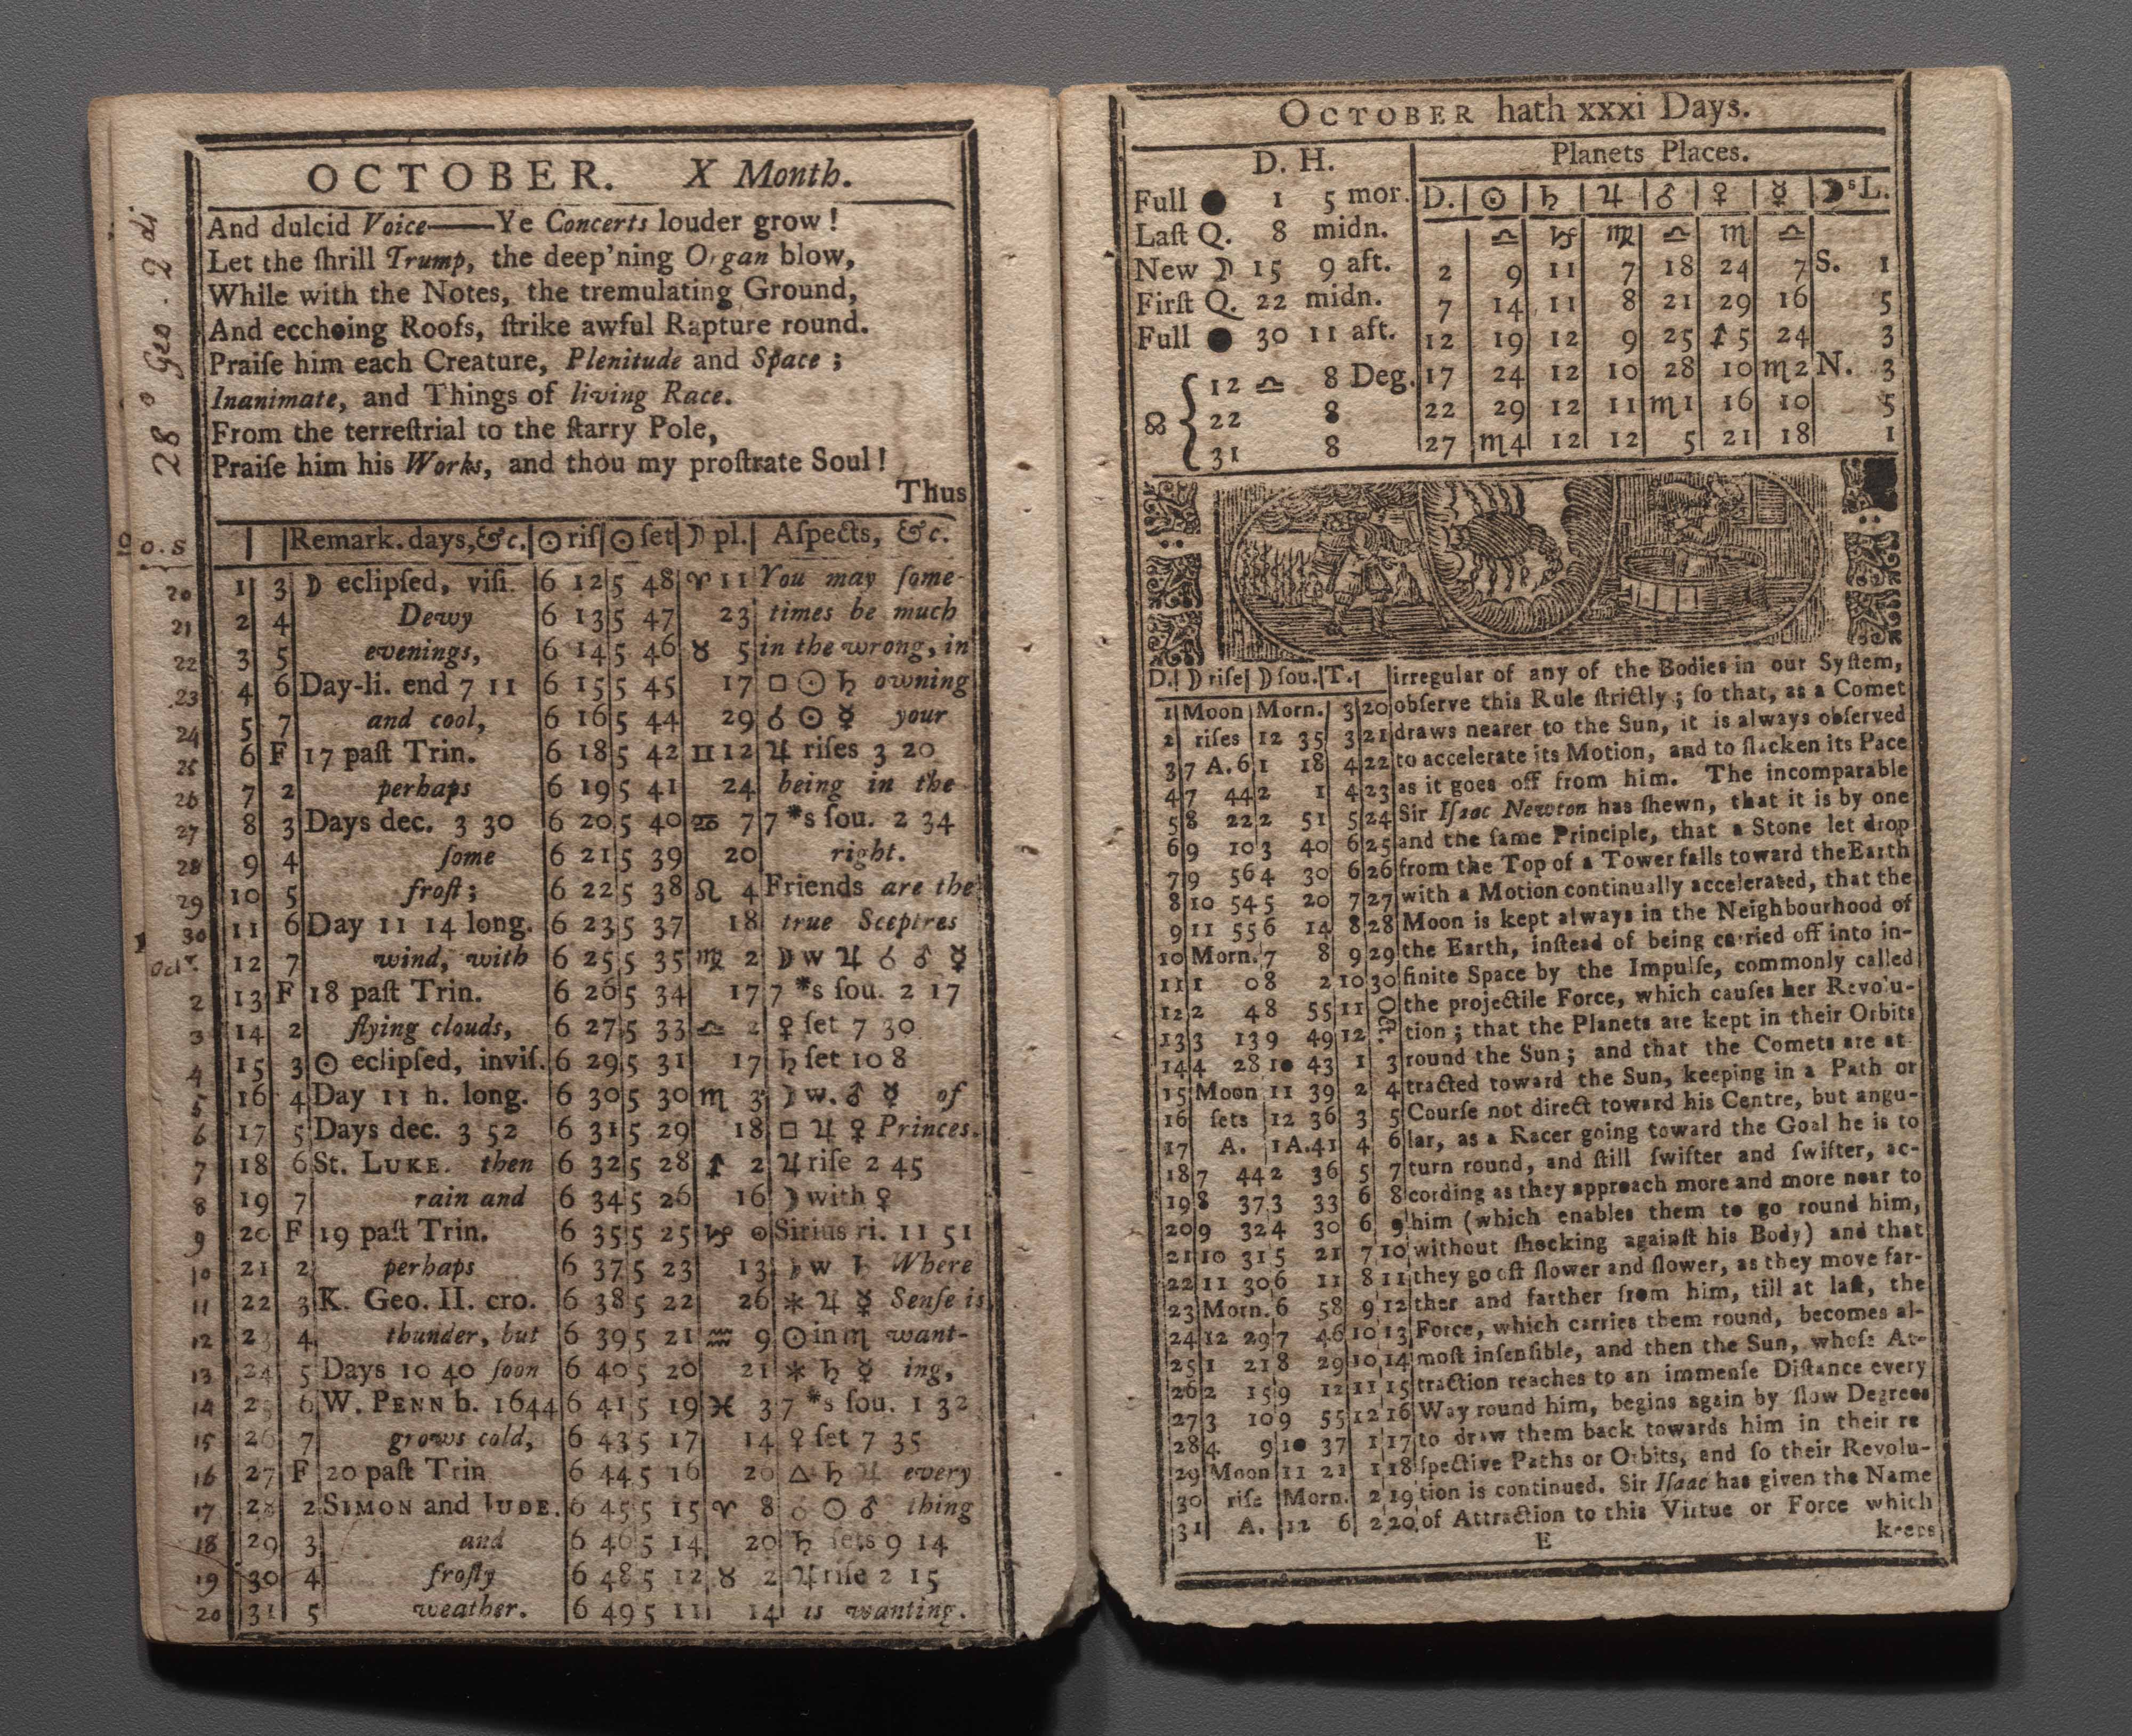 28° Geo. 2di
OCTOBER. X Month.
And dulcid Voice——Ye Concerts louder grow!
Let the ſhrill Trump, the deep'ning Organ blow,
While with the Notes, the tremulating Ground,
And ecchoing Roofs, ſtrike awful Rapture round.
Praiſe him each Creature, Plenitude and Space;
Inanimate, and Things of living Race.
From the terreſtrial to the ſtarry Pole,
Praiſe him his Works, and thou my proſtrate Soul!
Thus
o.s | | |Remark. days, &c.|☉ riſ|☉ ſet|☽ pl.| Aſpects, &c.
20 1 3 ☽ eclipſed, viſi. 6 12 5 48 ♈ 11 You may ſome-
21 2 4 Dewy 6 13 5 47 23 times be much
22 3 5 evenings, 6 14 5 46 ♉ 5 in the wrong, in
23 4 6 Day-li. end 7 11 6 15 5 45 17 □ ☉ ♄ owning
24 5 7 and cool, 6 16 5 44 29 ☌ ☉ ☿ your
25 6 F 17 paſt Trin. 6 18 5 42 ♊ 12 ♃ riſes 3 20
26 7 2 perhaps 6 19 5 41 24 being in the
27 8 3 Days dec. 3 30 6 20 5 40 ♋ 7 7 *s ſou. 2 34
28 9 4 ſome 6 21 5 39 20 right.
29 10 5 froſt; 6 22 5 38 ♌ 4 Friends are the
30 11 6 Day 11 14 long. 6 23 5 37 18 true Sceptres
1 Octr. 12 7 wind, with 6 25 5 35 ♍ 2 ☽ w ♃ ☌ ♂ ☿
2 13 F 18 paſt Trin. 6 26 5 34 17 7 *s ſou. 2 17
3 14 2 flying clouds, 6 27 5 33 ♎ 2 ♀ ſet 7 30
4 15 3 ☉ eclipſed, inviſ. 6 29 5 31 17 ♄ ſet 10 8
5 16 4 Day 11 h. long. 6 30 5 30 ♏ 3 ☽ w. ♂ ☿ of
6 17 5 Days dec. 3 52 6 31 5 29 18 □ ♃ ♀ Princes.
7 18 6 St. LUKE. then 6 32 5 28 ♐ 2 ♃ riſe 2 45
8 19 7 rain and 6 34 5 26 16 ☽ with ♀
9 20 F 19 paſt Trin. 6 35 5 25 ♑ 0 Sirius ri. 11 51
10 21 2 perhaps 6 37 5 23 13 ☽ w ♄ Where
11 22 3 K. Geo. II. cro. 6 38 5 22 26 ⚹ ♃ ☿ Senſe is
12 23 4 thunder, but 6 39 5 21 ♒ 9 ☉ in ♏ want-
13 24 5 Days 10 40 ſoon 6 40 5 20 21 ⚹ ♄ ☿ ing,
14 25 6 W. PENN b. 1644 6 41 5 19 ♓ 3 7 *s ſou. 1 32
15 26 7 grows cold, 6 43 5 17 14 ♀ ſet 7 35
16 27 F 20 paſt Trin 6 44 5 16 26 △ ♄ ♃ every
17 28 2 SIMON and JUDE. 6 45 5 15 ♈ 8 ☌ ☉ ♂ thing
18 29 3 and 6 46 5 14 20 ♄ ſets 9 14
19 30 4 froſty 6 48 5 12 ♉ 2 ♃ riſe 2 15
20 31 5 weather. 6 49 5 11 14 is wanting.
OCTOBER hath xxxi Days.
D. H.
Full ● 1 5 mor.
Laſt Q. 8 midn.
New ☽ 15 9 aft.
Firſt Q. 22 midn.
Full ● 30 11 aft.
☊ { 12 ♎ 8 Deg.
22 8
31 8
Planets Places.
D. ☉ ♄ ♃ ♂ ♀ ☿ ☽'s L.
♎ ♑ ♍ ♎ ♏ ♎
2 9 11 7 18 24 7 S. 1
7 14 11 8 21 29 16 5
12 19 12 9 25 ♐ 5 24 3
17 24 12 10 28 10 ♏ 2 N. 3
22 29 12 11 ♏ 1 16 10 5
27 ♏ 4 12 12 5 21 18 1
D. ☽ riſe ☽ ſou. T.
1 Moon Morn. 3 20
2 riſes 12 35 3 21
3 7 A. 6 1 18 4 22
4 7 44 2 1 4 23
5 8 22 2 51 5 24
6 9 10 3 40 6 25
7 9 56 4 30 6 26
8 10 54 5 20 7 27
9 11 55 6 14 8 28
10 Morn. 7 8 9 29
11 1 0 8 2 10 30
12 2 4 8 55 11 Oct.
13 3 13 9 49 12
14 4 28 10 43 1 3
15 Moon 11 39 2 4
16 ſets 12 36 3 5
17 A. 1 A. 41 4 6
18 7 44 2 36 5 7
19 8 37 3 33 6 8
20 9 32 4 30 6 9
21 10 31 5 21 7 10
22 11 30 6 11 8 11
23 Morn. 6 58 9 12
24 12 29 7 46 10 13
25 1 21 8 29 10 14
26 2 15 9 12 11 15
27 3 10 9 55 12 16
28 4 9 10 37 1 17
29 Moon 11 21 1 18
30 riſe Morn. 2 19
31 A. 12 6 2 20
irregular of any of the Bodies in our Syſtem,
obſerve this Rule ſtrictly; ſo that, as a Comet
draws nearer to the Sun, it is always obſerved
to accelerate its Motion, and to ſlacken its Pace
as it goes off from him. The incomparable
Sir Iſaac Newton has ſhewn, that it is by one
and the ſame Principle, that a Stone let drop
from the Top of a Tower falls toward the Earth
with a Motion continually accelerated, that the
Moon is kept always in the Neighbourhood of
the Earth, inſtead of being carried off into in-
finite Space by the Impulſe, commonly called
the projectile Force, which cauſes her Revolu-
tion; that the Planets are kept in their Orbits
round the Sun; and that the Comets are at
tracted toward the Sun, keeping in a Path or
Courſe not direct toward his Centre, but angu-
lar, as a Racer going toward the Goal he is to
turn round, and ſtill ſwifter and ſwifter, ac-
cording as they approach more and more near to
him (which enables them to go round him,
without ſhocking againſt his Body) and that
they go off ſlower and ſlower, as they move far-
ther and farther from him, till at laſt, the
Force, which carries them round, becomes al-
moſt inſenſible, and then the Sun, whoſe At-
traction reaches to an immenſe Diſtance every
Way round him, begins again by ſlow Degrees
to draw them back towards him in their re
ſpective Paths or Orbits, and ſo their Revolu-
tion is continued. Sir Iſaac has given the Name
of Attraction to this Virtue or Force which
E
keeps